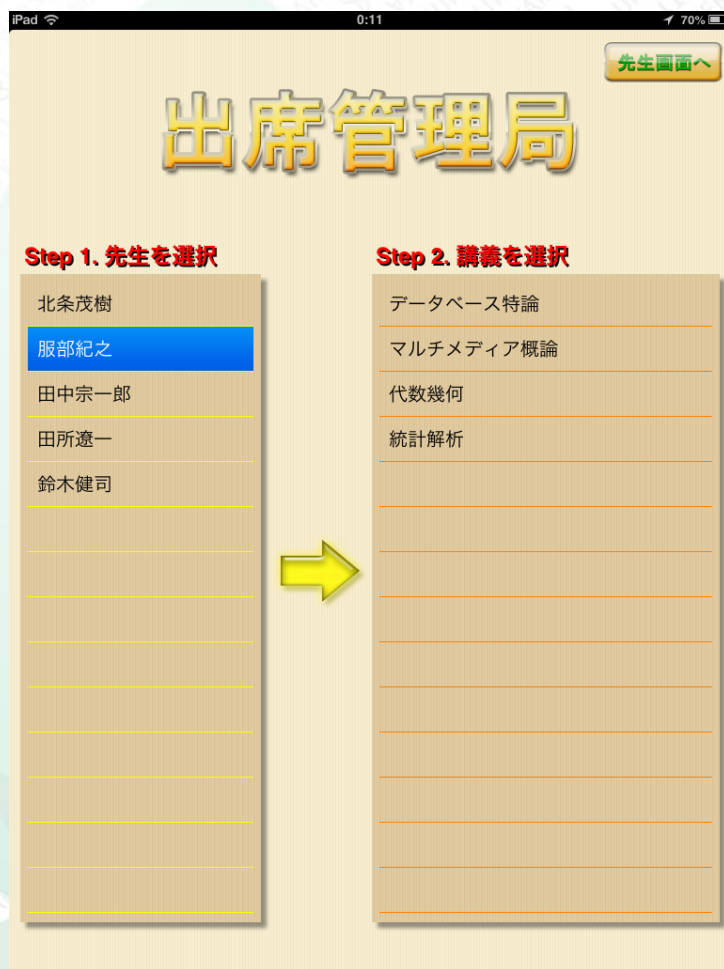 iPad 0:11 70%
先生画面へ
出席管理局
Step 1. 先生を選択
北条茂樹
服部紀之
田中宗一郎
田所遼一
鈴木健司
Step 2. 講義を選択
データベース特論
マルチメディア概論
代数幾何
統計解析